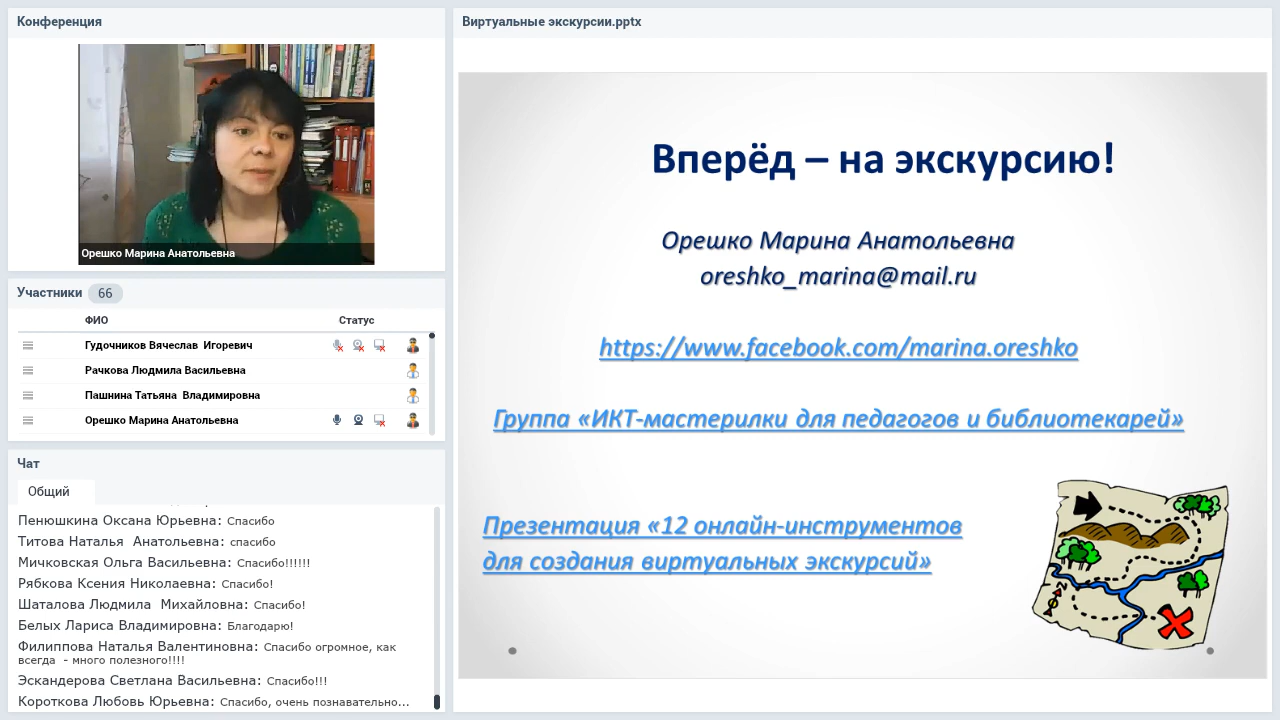 Конференция
Орешко Марина Анатольевна
Участники 66
ФИО Статус
Гудочников Вячеслав Игоревич
Рачкова Людмила Васильевна
Пашнина Татьяна Владимировна
Орешко Марина Анатольевна
Чат
Общий
Пенюшкина Оксана Юрьевна: Спасибо
Титова Наталья Анатольевна: спасибо
Мичковская Ольга Васильевна: Спасибо!!!!!!
Рябкова Ксения Николаевна: Спасибо!
Шаталова Людмила Михайловна: Спасибо!
Белых Лариса Владимировна: Благодарю!
Филиппова Наталья Валентиновна: Спасибо огромное, как
всегда - много полезного!!!!
Эскандерова Светлана Васильевна: Спасибо!!!
Короткова Любовь Юрьевна: Спасибо, очень познавательно...
Виртуальные экскурсии.pptx
Вперёд – на экскурсию!
Орешко Марина Анатольевна
oreshko_marina@mail.ru
https://www.facebook.com/marina.oreshko
Группа «ИКТ-мастерилки для педагогов и библиотекарей»
Презентация «12 онлайн-инструментов
для создания виртуальных экскурсий»